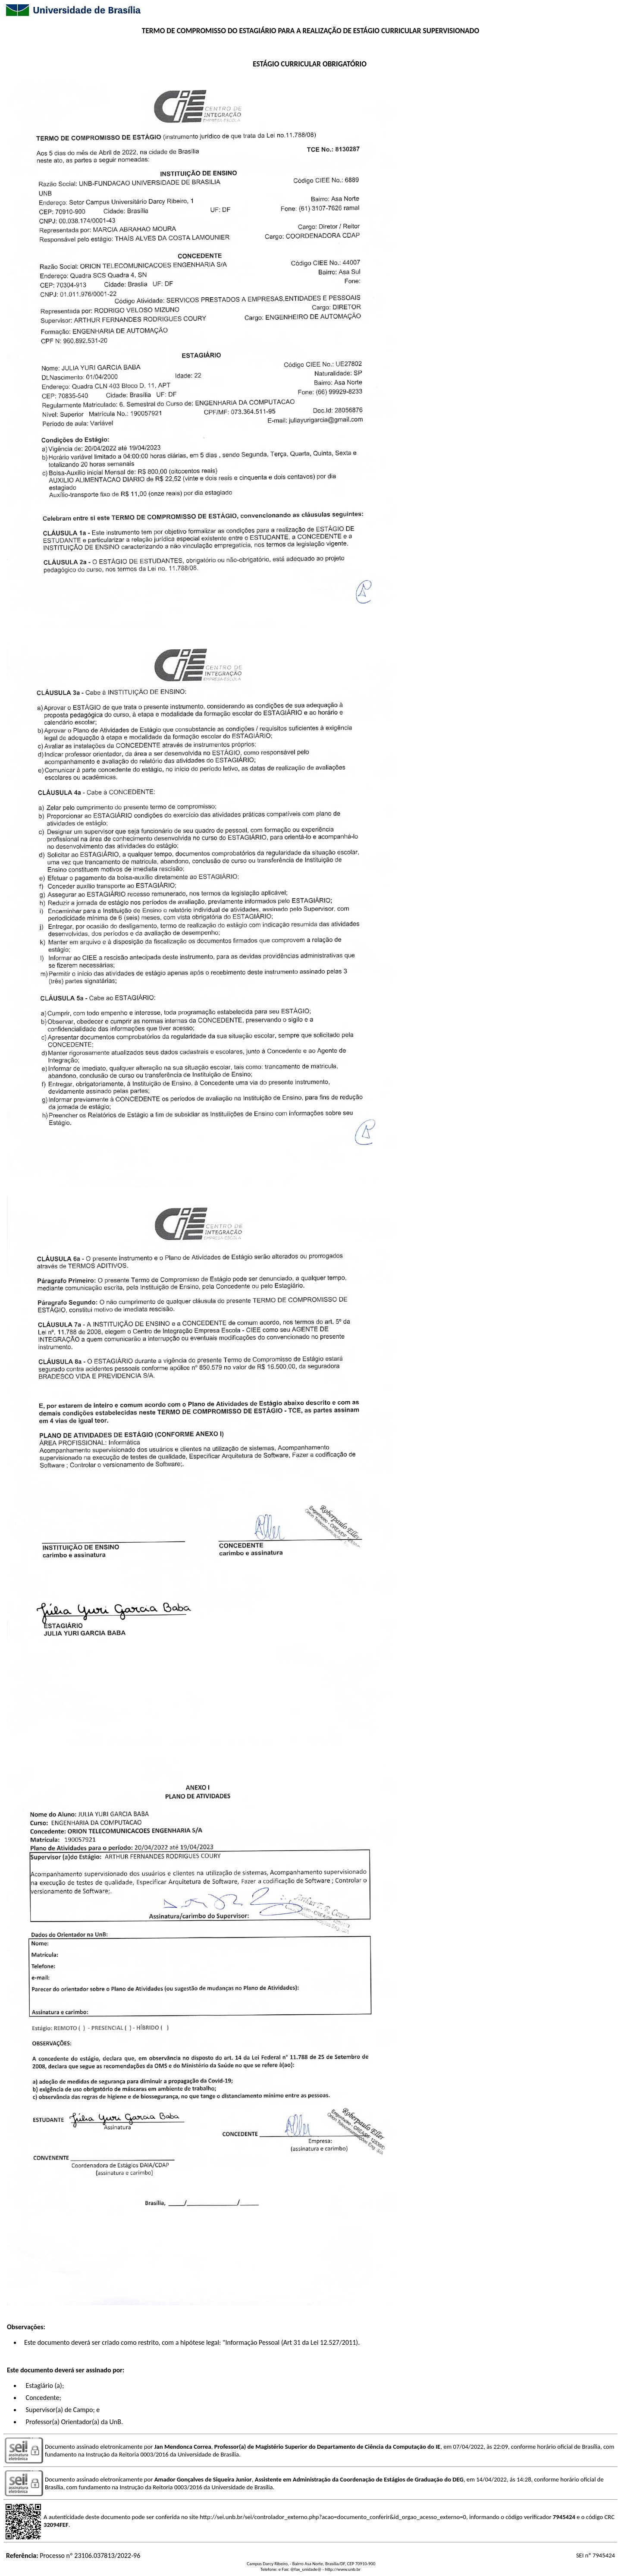 Universidade de Brasília
TERMO DE COMPROMISSO DO ESTAGIÁRIO PARA A REALIZAÇÃO DE ESTÁGIO CURRICULAR SUPERVISIONADO
ESTÁGIO CURRICULAR OBRIGATÓRIO
CIEE CENTRO DE
INTEGRAÇÃO
EMPRESA-ESCOLA
TERMO DE COMPROMISSO DE ESTÁGIO (instrumento jurídico de que trata da Lei no.11.788/08)
Aos 5 dias do mês de Abril de 2022, na cidade de Brasília TCE No.: 8130287
neste ato, as partes a seguir nomeadas:
INSTITUIÇÃO DE ENSINO
Razão Social: UNB-FUNDACAO UNIVERSIDADE DE BRASILIA Código CIEE No.: 6889
UNB
Endereço: Setor Campus Universitário Darcy Ribeiro, 1 Bairro: Asa Norte
CEP: 70910-900 Cidade: Brasília UF: DF Fone: (61) 3107-7626 ramal
CNPJ: 00.038.174/0001-43
Representada por: MARCIA ABRAHAO MOURA Cargo: Diretor / Reitor
Responsável pelo estágio: THAÍS ALVES DA COSTA LAMOUNIER Cargo: COORDENADORA CDAP
CONCEDENTE
Razão Social: ORION TELECOMUNICACOES ENGENHARIA S/A Código CIEE No.: 44007
Endereço: Quadra SCS Quadra 4, SN Bairro: Asa Sul
CEP: 70304-913 Cidade: Brasília UF: DF Fone:
CNPJ: 01.011.976/0001-22
Código Atividade: SERVIÇOS PRESTADOS A EMPRESAS,ENTIDADES E PESSOAIS
Representada por: RODRIGO VELOSO MIZUNO Cargo: DIRETOR
Supervisor: ARTHUR FERNANDES RODRIGUES COURY Cargo: ENGENHEIRO DE AUTOMAÇÃO
Formação: ENGENHARIA DE AUTOMAÇÃO
CPF N: 960.892.531-20
ESTAGIÁRIO
Nome: JULIA YURI GARCIA BABA Código CIEE No.: UE27802
Dt.Nascimento: 01/04/2000 Idade: 22 Naturalidade: SP
Endereço: Quadra CLN 403 Bloco D, 11, APT Bairro: Asa Norte
CEP: 70835-540 Cidade: Brasília UF: DF Fone: (66) 99929-8233
Regularmente Matriculado: 6. Semestral do Curso de: ENGENHARIA DA COMPUTACAO
Nível: Superior Matrícula No.: 190057921 CPF/MF: 073.364.511-95 Doc.Id: 28056876
Período de aula: Variável E-mail: juliayurigarcia@gmail.com
Condições do Estágio:
a) Vigência de: 20/04/2022 até 19/04/2023
b) Horário variável limitado a 04:00:00 horas diárias, em 5 dias , sendo Segunda, Terça, Quarta, Quinta, Sexta e
totalizando 20 horas semanais
c) Bolsa-Auxílio inicial Mensal de: R$ 800,00 (oitocentos reais)
AUXILIO ALIMENTACAO DIARIO de R$ 22,52 (vinte e dois reais e cinquenta e dois centavos) por dia
estagiado
Auxílio-transporte fixo de R$ 11,00 (onze reais) por dia estagiado
Celebram entre si este TERMO DE COMPROMISSO DE ESTÁGIO, convencionando as cláusulas seguintes:
CLÁUSULA 1a - Este instrumento tem por objetivo formalizar as condições para a realização de ESTÁGIO DE
ESTUDANTE e particularizar a relação jurídica especial existente entre o ESTUDANTE, a CONCEDENTE e a
INSTITUIÇÃO DE ENSINO caracterizando a não vinculação empregatícia, nos termos da legislação vigente.
CLÁUSULA 2a - O ESTÁGIO DE ESTUDANTES, obrigatório ou não-obrigatório, está adequado ao projeto
pedagógico do curso, nos termos da Lei no. 11.788/08.
CIEE CENTRO DE
INTEGRAÇÃO
EMPRESA-ESCOLA
CLÁUSULA 3a - Cabe à INSTITUIÇÃO DE ENSINO:
a) Aprovar o ESTÁGIO de que trata o presente instrumento, considerando as condições de sua adequação à
proposta pedagógica do curso, à etapa e modalidade da formação escolar do ESTAGIÁRIO e ao horário e
calendário escolar;
b) Aprovar o Plano de Atividades de Estágio que consubstancie as condições / requisitos suficientes à exigência
legal de adequação à etapa e modalidade da formação escolar do ESTAGIÁRIO;
c) Avaliar as instalações da CONCEDENTE através de instrumentos próprios;
d) Indicar professor orientador, da área a ser desenvolvida no ESTÁGIO, como responsável pelo
acompanhamento e avaliação do relatório das atividades do ESTAGIÁRIO;
e) Comunicar à parte concedente do estágio, no início do período letivo, as datas de realização de avaliações
escolares ou acadêmicas.
CLÁUSULA 4a - Cabe à CONCEDENTE:
a) Zelar pelo cumprimento do presente termo de compromisso;
b) Proporcionar ao ESTAGIÁRIO condições do exercício das atividades práticas compatíveis com plano de
atividades de estágio;
c) Designar um supervisor que seja funcionário de seu quadro de pessoal, com formação ou experiência
profissional na área de conhecimento desenvolvida no curso do ESTAGIÁRIO, para orientá-lo e acompanhá-lo
no desenvolvimento das atividades do estágio;
d) Solicitar ao ESTAGIÁRIO, a qualquer tempo, documentos comprobatórios da regularidade da situação escolar,
uma vez que trancamento de matrícula, abandono, conclusão de curso ou transferência de Instituição de
Ensino constituem motivos de imediata rescisão;
e) Efetuar o pagamento da bolsa-auxílio diretamente ao ESTAGIÁRIO;
f) Conceder auxílio transporte ao ESTAGIÁRIO;
g) Assegurar ao ESTAGIÁRIO recesso remunerado, nos termos da legislação aplicável;
h) Reduzir a jornada de estágio nos períodos de avaliação, previamente informados pelo ESTAGIÁRIO;
i) Encaminhar para a Instituição de Ensino o relatório individual de atividades, assinado pelo Supervisor, com
periodicidade mínima de 6 (seis) meses, com vista obrigatória do ESTAGIÁRIO;
j) Entregar, por ocasião do desligamento, termo de realização do estágio com indicação resumida das atividades
desenvolvidas, dos períodos e da avaliação de desempenho;
k) Manter em arquivo e à disposição da fiscalização os documentos firmados que comprovem a relação de
estágio;
l) Informar ao CIEE a rescisão antecipada deste instrumento, para as devidas providências administrativas que
se fizerem necessárias;
m) Permitir o início das atividades de estágio apenas após o recebimento deste instrumento assinado pelas 3
(três) partes signatárias;
CLÁUSULA 5a - Cabe ao ESTAGIÁRIO:
a) Cumprir, com todo empenho e interesse, toda programação estabelecida para seu ESTÁGIO;
b) Observar, obedecer e cumprir as normas internas da CONCEDENTE, preservando o sigilo e a
confidencialidade das informações que tiver acesso;
c) Apresentar documentos comprobatórios da regularidade da sua situação escolar, sempre que solicitado pela
CONCEDENTE;
d) Manter rigorosamente atualizados seus dados cadastrais e escolares, junto à Concedente e ao Agente de
Integração;
e) Informar de imediato, qualquer alteração na sua situação escolar, tais como: trancamento de matrícula,
abandono, conclusão de curso ou transferência de Instituição de Ensino;
f) Entregar, obrigatoriamente, à Instituição de Ensino, à Concedente uma via do presente instrumento,
devidamente assinado pelas partes;
g) Informar previamente à CONCEDENTE os períodos de avaliação na Instituição de Ensino, para fins de redução
da jornada de estágio;
h) Preencher os Relatórios de Estágio a fim de subsidiar as Instituições de Ensino com informações sobre seu
Estágio.
CIEE CENTRO DE
INTEGRAÇÃO
EMPRESA-ESCOLA
CLÁUSULA 6a - O presente instrumento e o Plano de Atividades de Estágio serão alterados ou prorrogados
através de TERMOS ADITIVOS.
Páragrafo Primeiro: O presente Termo de Compromisso de Estágio pode ser denunciado, a qualquer tempo,
mediante comunicação escrita, pela Instituição de Ensino, pela Concedente ou pelo Estagiário.
Páragrafo Segundo: O não cumprimento de qualquer cláusula do presente TERMO DE COMPROMISSO DE
ESTÁGIO, constitui motivo de imediata rescisão.
CLÁUSULA 7a - A INSTITUIÇÃO DE ENSINO e a CONCEDENTE de comum acordo, nos termos do art. 5º da
Lei nº. 11.788 de 2008, elegem o Centro de Integração Empresa Escola - CIEE como seu AGENTE DE
INTEGRAÇÃO a quem comunicarão a interrupção ou eventuais modificações do convencionado no presente
instrumento.
CLÁUSULA 8a - O ESTAGIÁRIO durante a vigência do presente Termo de Compromisso de Estágio estará
segurado contra acidentes pessoais conforme apólice nº 850.579 no valor de R$ 16.500,00, da seguradora
BRADESCO VIDA E PREVIDENCIA S/A.
E, por estarem de inteiro e comum acordo com o Plano de Atividades de Estágio abaixo descrito e com as
demais condições estabelecidas neste TERMO DE COMPROMISSO DE ESTÁGIO - TCE, as partes assinam
em 4 vias de igual teor.
PLANO DE ATIVIDADES DE ESTÁGIO (CONFORME ANEXO I)
ÁREA PROFISSIONAL: Informática
Acompanhamento supervisionado dos usuários e clientes na utilização de sistemas, Acompanhamento
supervisionado na execução de testes de qualidade, Especificar Arquitetura de Software, Fazer a codificação de
Software ; Controlar o versionamento de Software;.
Roberpaulo Eller
INSTITUIÇÃO DE ENSINO CONCEDENTE
carimbo e assinatura carimbo e assinatura
Júlia Yuri Garcia Baba
ESTAGIÁRIO
JULIA YURI GARCIA BABA
ANEXO I
PLANO DE ATIVIDADES
Nome do Aluno: JULIA YURI GARCIA BABA
Curso: ENGENHARIA DA COMPUTACAO
Concedente: ORION TELECOMUNICACOES ENGENHARIA S/A
Matrícula: 190057921
Plano de Atividades para o período: 20/04/2022 até 19/04/2023
Supervisor (a)do Estágio: ARTHUR FERNANDES RODRIGUES COURY
Acompanhamento supervisionado dos usuários e clientes na utilização de sistemas, Acompanhamento supervisionado
na execução de testes de qualidade, Especificar Arquitetura de Software, Fazer a codificação de Software ; Controlar o
versionamento de Software;.
Assinatura/carimbo do Supervisor:
Dados do Orientador na UnB:
Nome:
Matrícula:
Telefone:
e-mail:
Parecer do orientador sobre o Plano de Atividades (ou sugestão de mudanças no Plano de Atividades):
Assinatura e carimbo:
Estágio: REMOTO ( ) - PRESENCIAL ( ) - HÍBRIDO ( )
OBSERVAÇÕES:
A concedente do estágio, declara que, em observância no disposto do art. 14 da Lei Federal nº 11.788 de 25 de Setembro de
2008, declara que segue as recomendações da OMS e do Ministério da Saúde no que se refere à(ao):
a) adoção de medidas de segurança para diminuir a propagação da Covid-19;
b) exigência de uso obrigatório de máscaras em ambiente de trabalho;
c) observação das regras de higiene e de biossegurança, no que tange o distanciamento mínimo entre as pessoas.
ESTUDANTE Júlia Yuri Garcia Baba
Assinatura
CONCEDENTE Roberpaulo Eller
Empresa:
(assinatura e carimbo)
CONVENENTE
Coordenadora de Estágios DAIA/CDAP
(assinatura e carimbo)
Brasília, ____/______________/_____
Observações:
• Este documento deverá ser criado como restrito, com a hipótese legal: "Informação Pessoal (Art 31 da Lei 12.527/2011).
Este documento deverá ser assinado por:
• Estagiário (a);
• Concedente;
• Supervisor(a) de Campo; e
• Professor(a) Orientador(a) da UnB.
sei! assinatura eletrônica
Documento assinado eletronicamente por Jan Mendonca Correa, Professor(a) de Magistério Superior do Departamento de Ciência da Computação do IE, em 07/04/2022, às 22:09, conforme horário oficial de Brasília, com
fundamento na Instrução da Reitoria 0003/2016 da Universidade de Brasília.
sei! assinatura eletrônica
Documento assinado eletronicamente por Amador Gonçalves de Siqueira Junior, Assistente em Administração da Coordenação de Estágios de Graduação do DEG, em 14/04/2022, às 14:28, conforme horário oficial de
Brasília, com fundamento na Instrução da Reitoria 0003/2016 da Universidade de Brasília.
A autenticidade deste documento pode ser conferida no site http://sei.unb.br/sei/controlador_externo.php?acao=documento_conferir&id_orgao_acesso_externo=0, informando o código verificador 7945424 e o código CRC
32094FEF.
Referência: Processo nº 23106.037813/2022-96 SEI nº 7945424
Campus Darcy Ribeiro, - Bairro Asa Norte, Brasília/DF, CEP 70910-900
Telefone: e Fax: @fax_unidade@ - http://www.unb.br